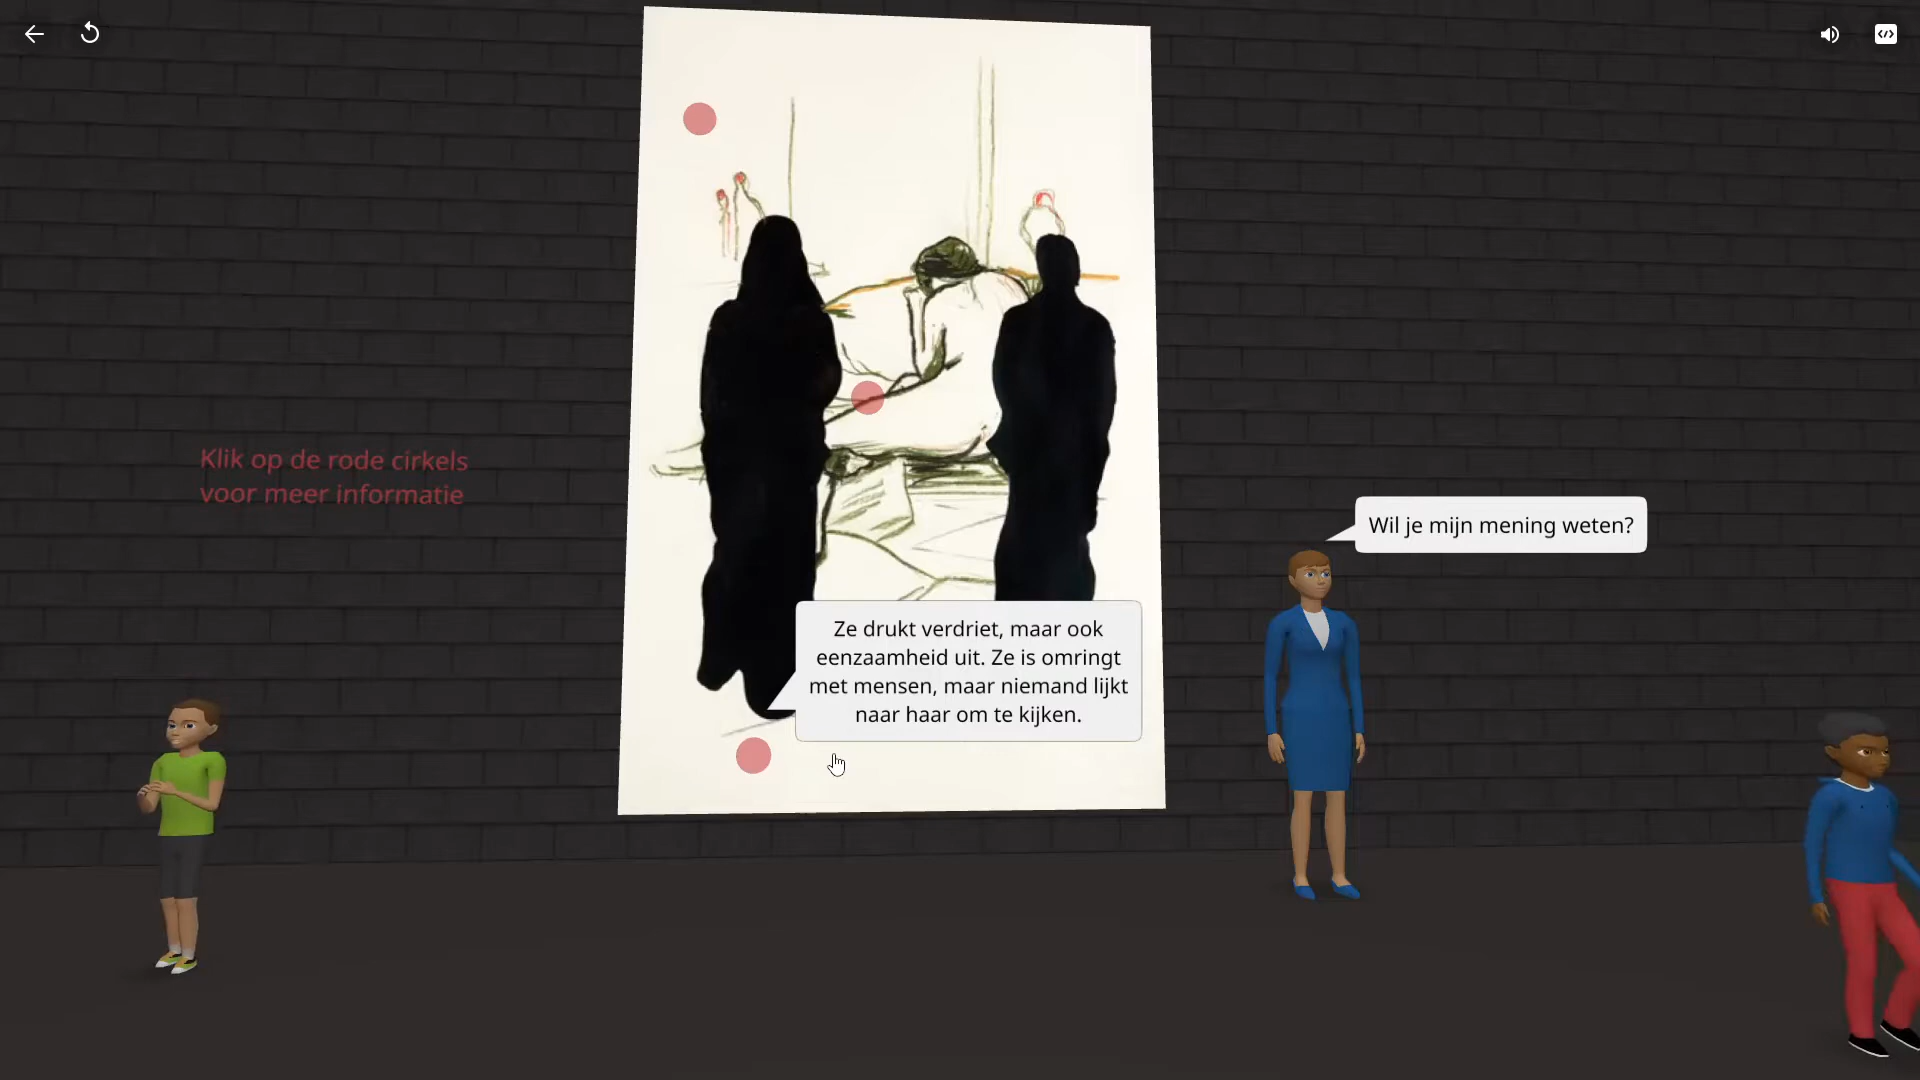 Klik op de rode cirkels
voor meer informatie
Wil je mijn mening weten?
Ze drukt verdriet, maar ook
eenzaamheid uit. Ze is omringt
met mensen, maar niemand lijkt
naar haar om te kijken.